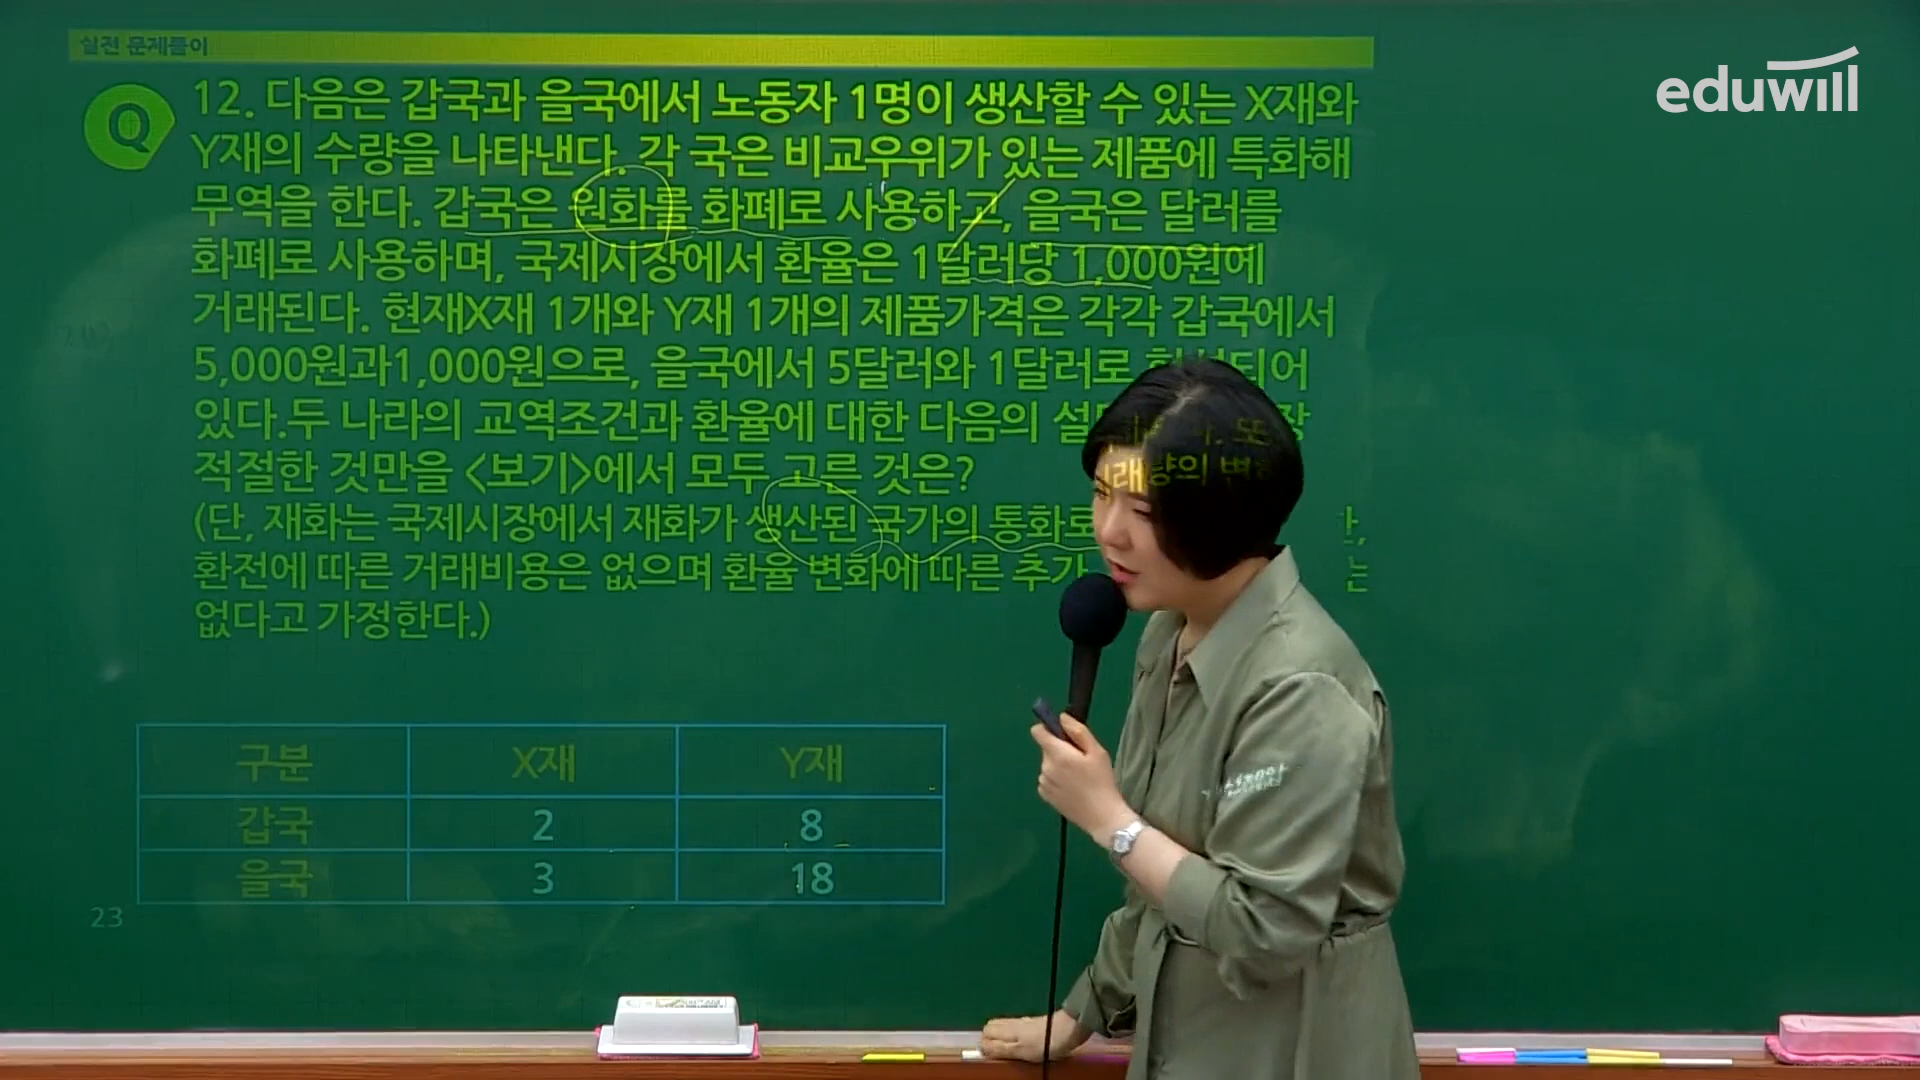 실전 문제풀이
eduwill
Q
12. 다음은 갑국과 을국에서 노동자 1명이 생산할 수 있는 X재와
Y재의 수량을 나타낸다. 각 국은 비교우위가 있는 제품에 특화해
무역을 한다. 갑국은 원화를 화폐로 사용하고, 을국은 달러를
화폐로 사용하며, 국제시장에서 환율은 1달러당 1,000원에
거래된다. 현재X재 1개와 Y재 1개의 제품가격은 각각 갑국에서
5,000원과1,000원으로, 을국에서 5달러와 1달러로 되어
있다.두 나라의 교역조건과 환율에 대한 다음의
적절한 것만을 <보기>에서 모두 고른 것은?
(단, 재화는 국제시장에서 재화가 생산된 국가의 통화로
환전에 따른 거래비용은 없으며 환율 변화에 따른 추가
없다고 가정한다.)
구분 X재 Y재
갑국 2 8
을국 3 18
23